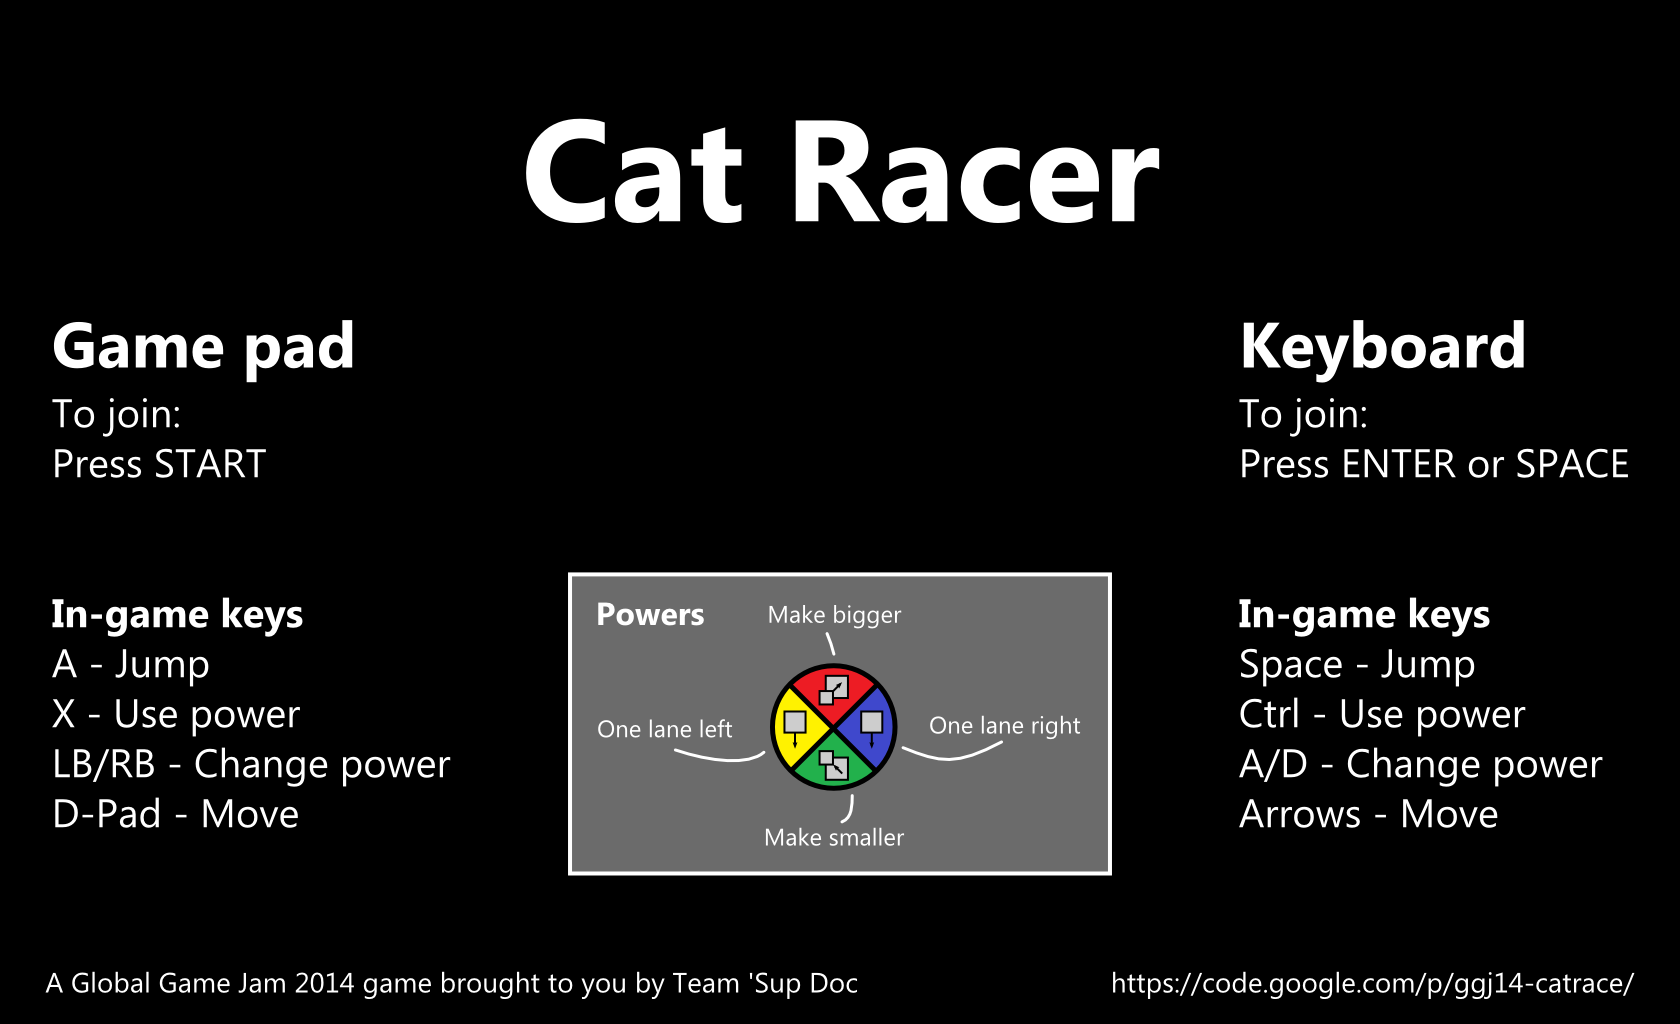 Cat Racer
Game pad
To join:
Press START
In-game keys
A - Jump
X - Use power
LB/RB - Change power
D-Pad - Move
Powers
Make bigger
One lane left
One lane right
Make smaller
Keyboard
To join:
Press ENTER or SPACE
In-game keys
Space - Jump
Ctrl - Use power
A/D - Change power
Arrows - Move
A Global Game Jam 2014 game brought to you by Team 'Sup Doc
https://code.google.com/p/ggj14-catrace/